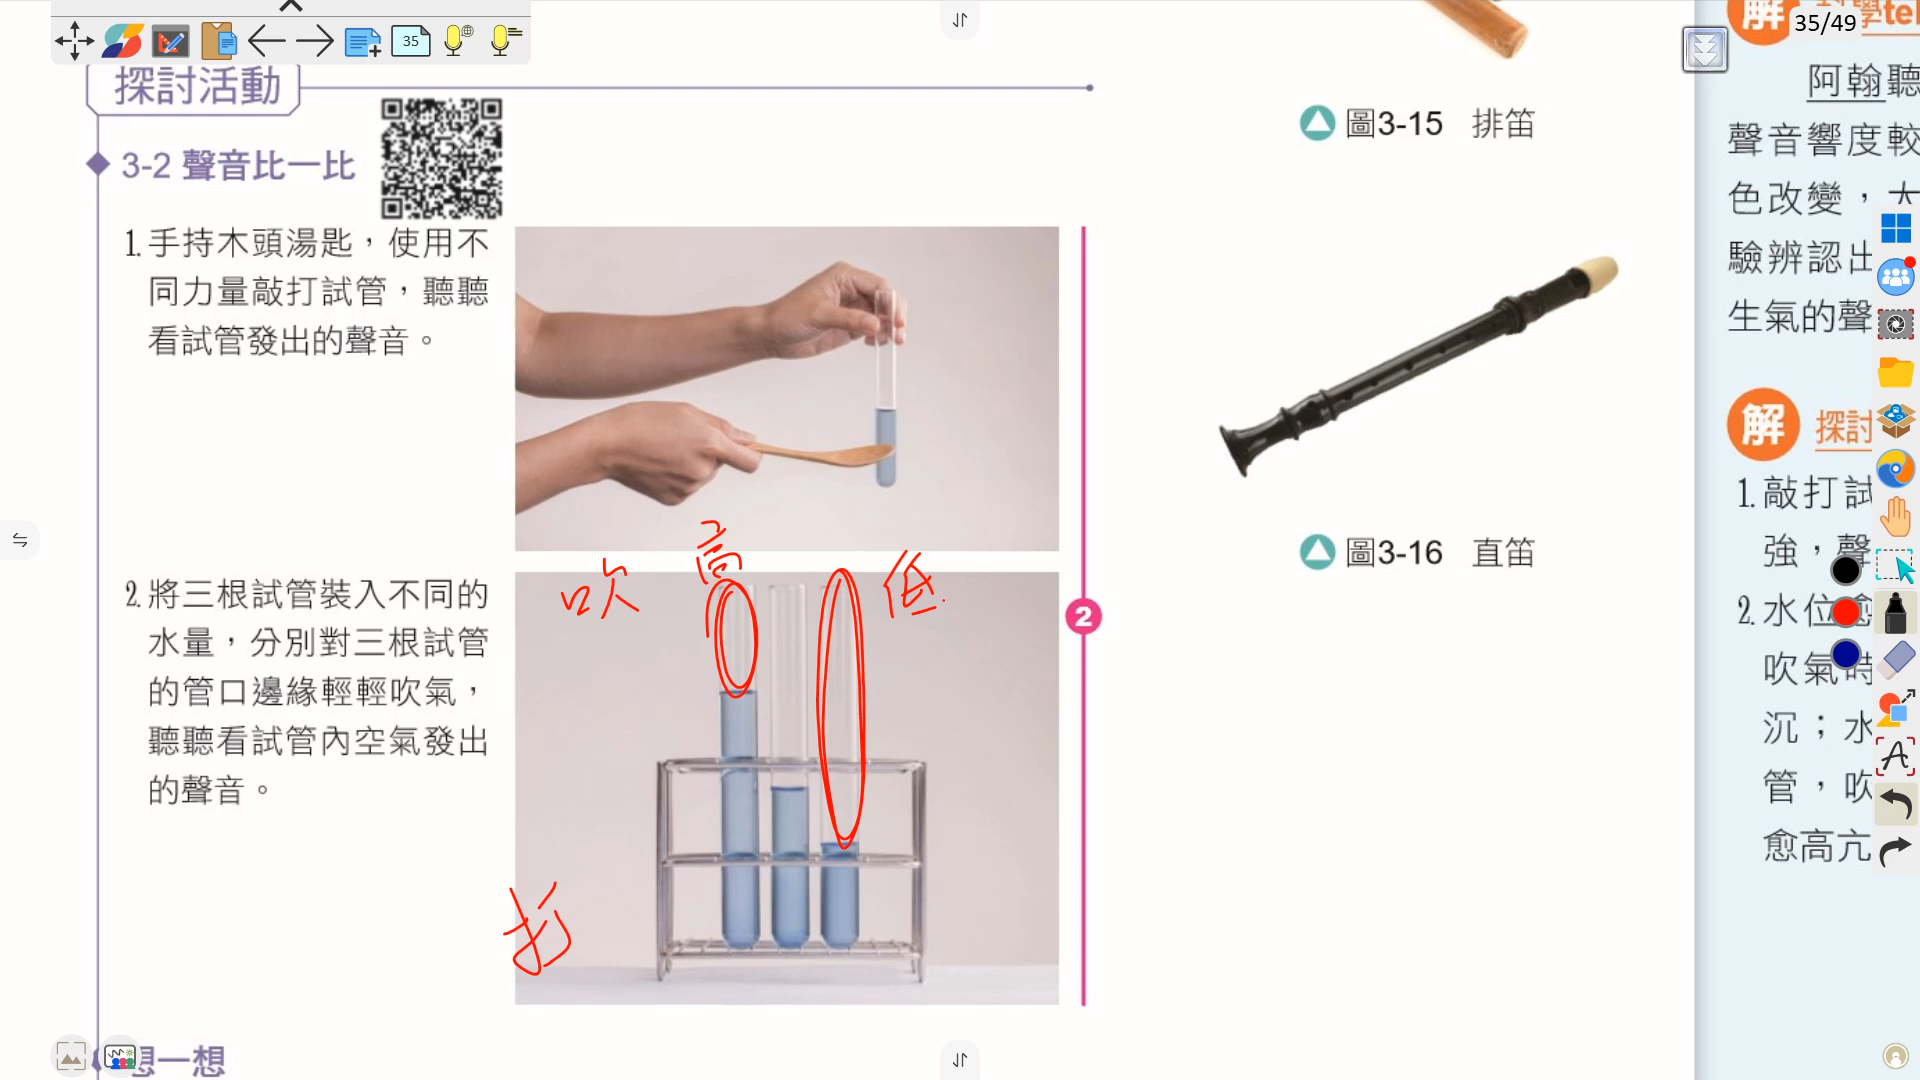 35
35/49
探討活動
3-2 聲音比一比
1. 手持木頭湯匙，使用不
同力量敲打試管，聽聽
看試管發出的聲音。
2. 將三根試管裝入不同的
水量，分別對三根試管
的管口邊緣輕輕吹氣，
聽聽看試管內空氣發出
的聲音。
吹
高
低
打
2
圖3-15 排笛
圖3-16 直笛
想一想
解
tel
阿翰聽
聲音響度較
色改變，大
驗辨認出
生氣的聲
解 探討
1. 敲打試
強，聲
2. 水位愈
吹氣時
沉；水
管，吹
愈高亢